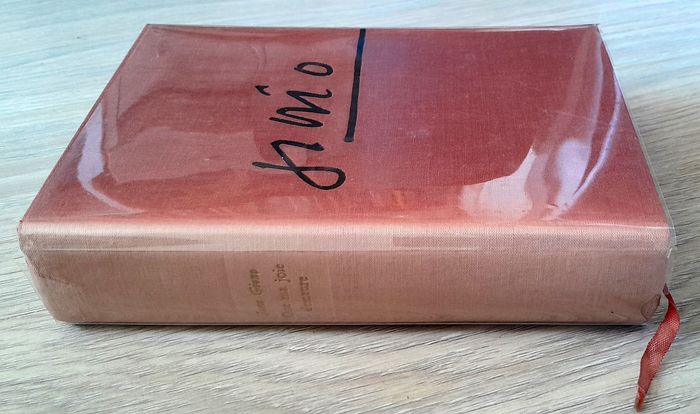 Giono
Jean Giono
Que ma joie
demeure